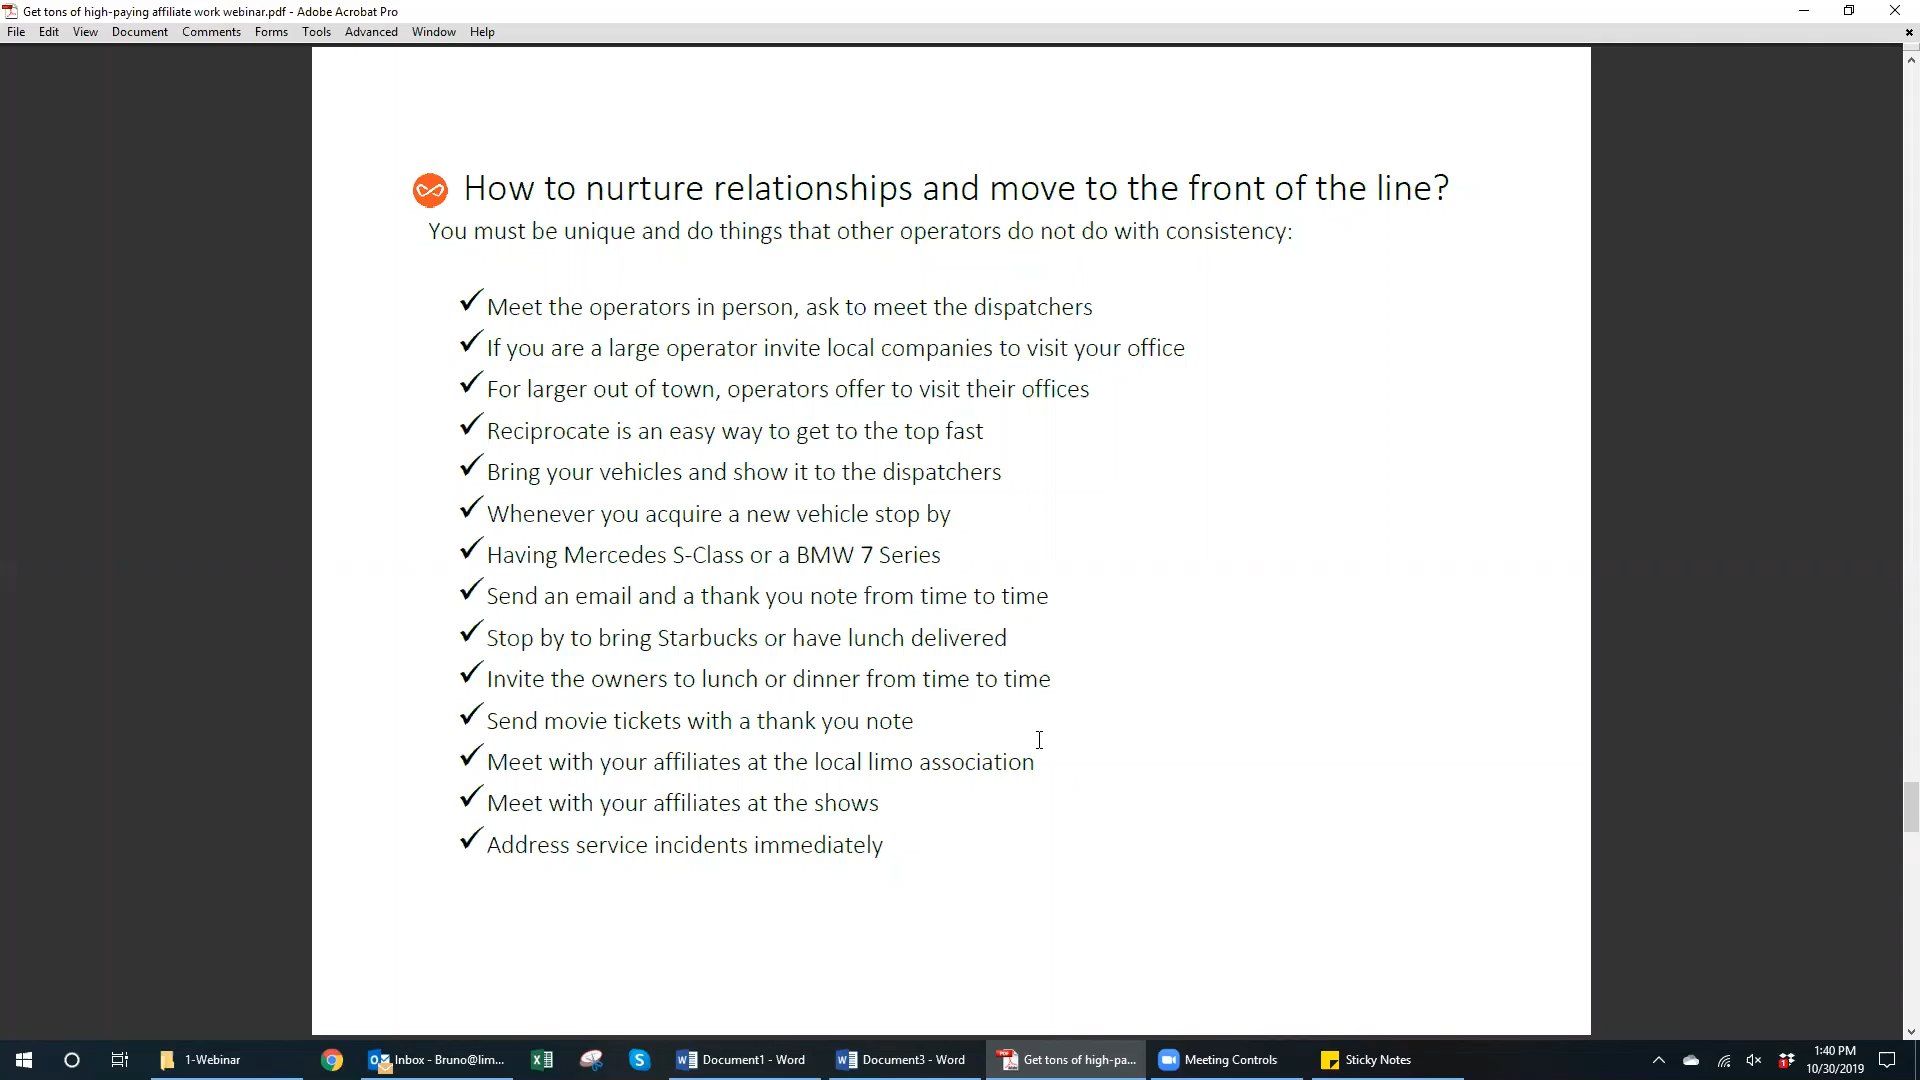 Get tons of high-paying affiliate work webinar.pdf - Adobe Acrobat Pro
File Edit View Document Comments Forms Tools Advanced Window Help
How to nurture relationships and move to the front of the line?
You must be unique and do things that other operators do not do with consistency:
✓ Meet the operators in person, ask to meet the dispatchers
✓ If you are a large operator invite local companies to visit your office
✓ For larger out of town, operators offer to visit their offices
✓ Reciprocate is an easy way to get to the top fast
✓ Bring your vehicles and show it to the dispatchers
✓ Whenever you acquire a new vehicle stop by
✓ Having Mercedes S-Class or a BMW 7 Series
✓ Send an email and a thank you note from time to time
✓ Stop by to bring Starbucks or have lunch delivered
✓ Invite the owners to lunch or dinner from time to time
✓ Send movie tickets with a thank you note
✓ Meet with your affiliates at the local limo association
✓ Meet with your affiliates at the shows
✓ Address service incidents immediately
1-Webinar Inbox - Bruno@lim... Document1 - Word Document3 - Word Get tons of high-pa... Meeting Controls Sticky Notes 1:40 PM
10/30/2019